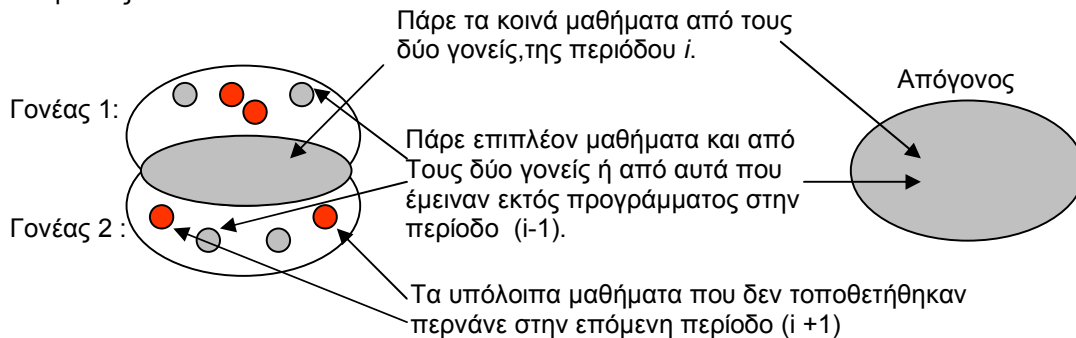 Πάρε τα κοινά μαθήματα από τους
δύο γονείς,της περιόδου i.
Απόγονος
Γονέας 1:
Πάρε επιπλέον μαθήματα και από
Τους δύο γονείς ή από αυτά που
έμειναν εκτός προγράμματος στην
περίοδο (i-1).
Γονέας 2 :
Τα υπόλοιπα μαθήματα που δεν τοποθετήθηκαν
περνάνε στην επόμενη περίοδο (i +1)